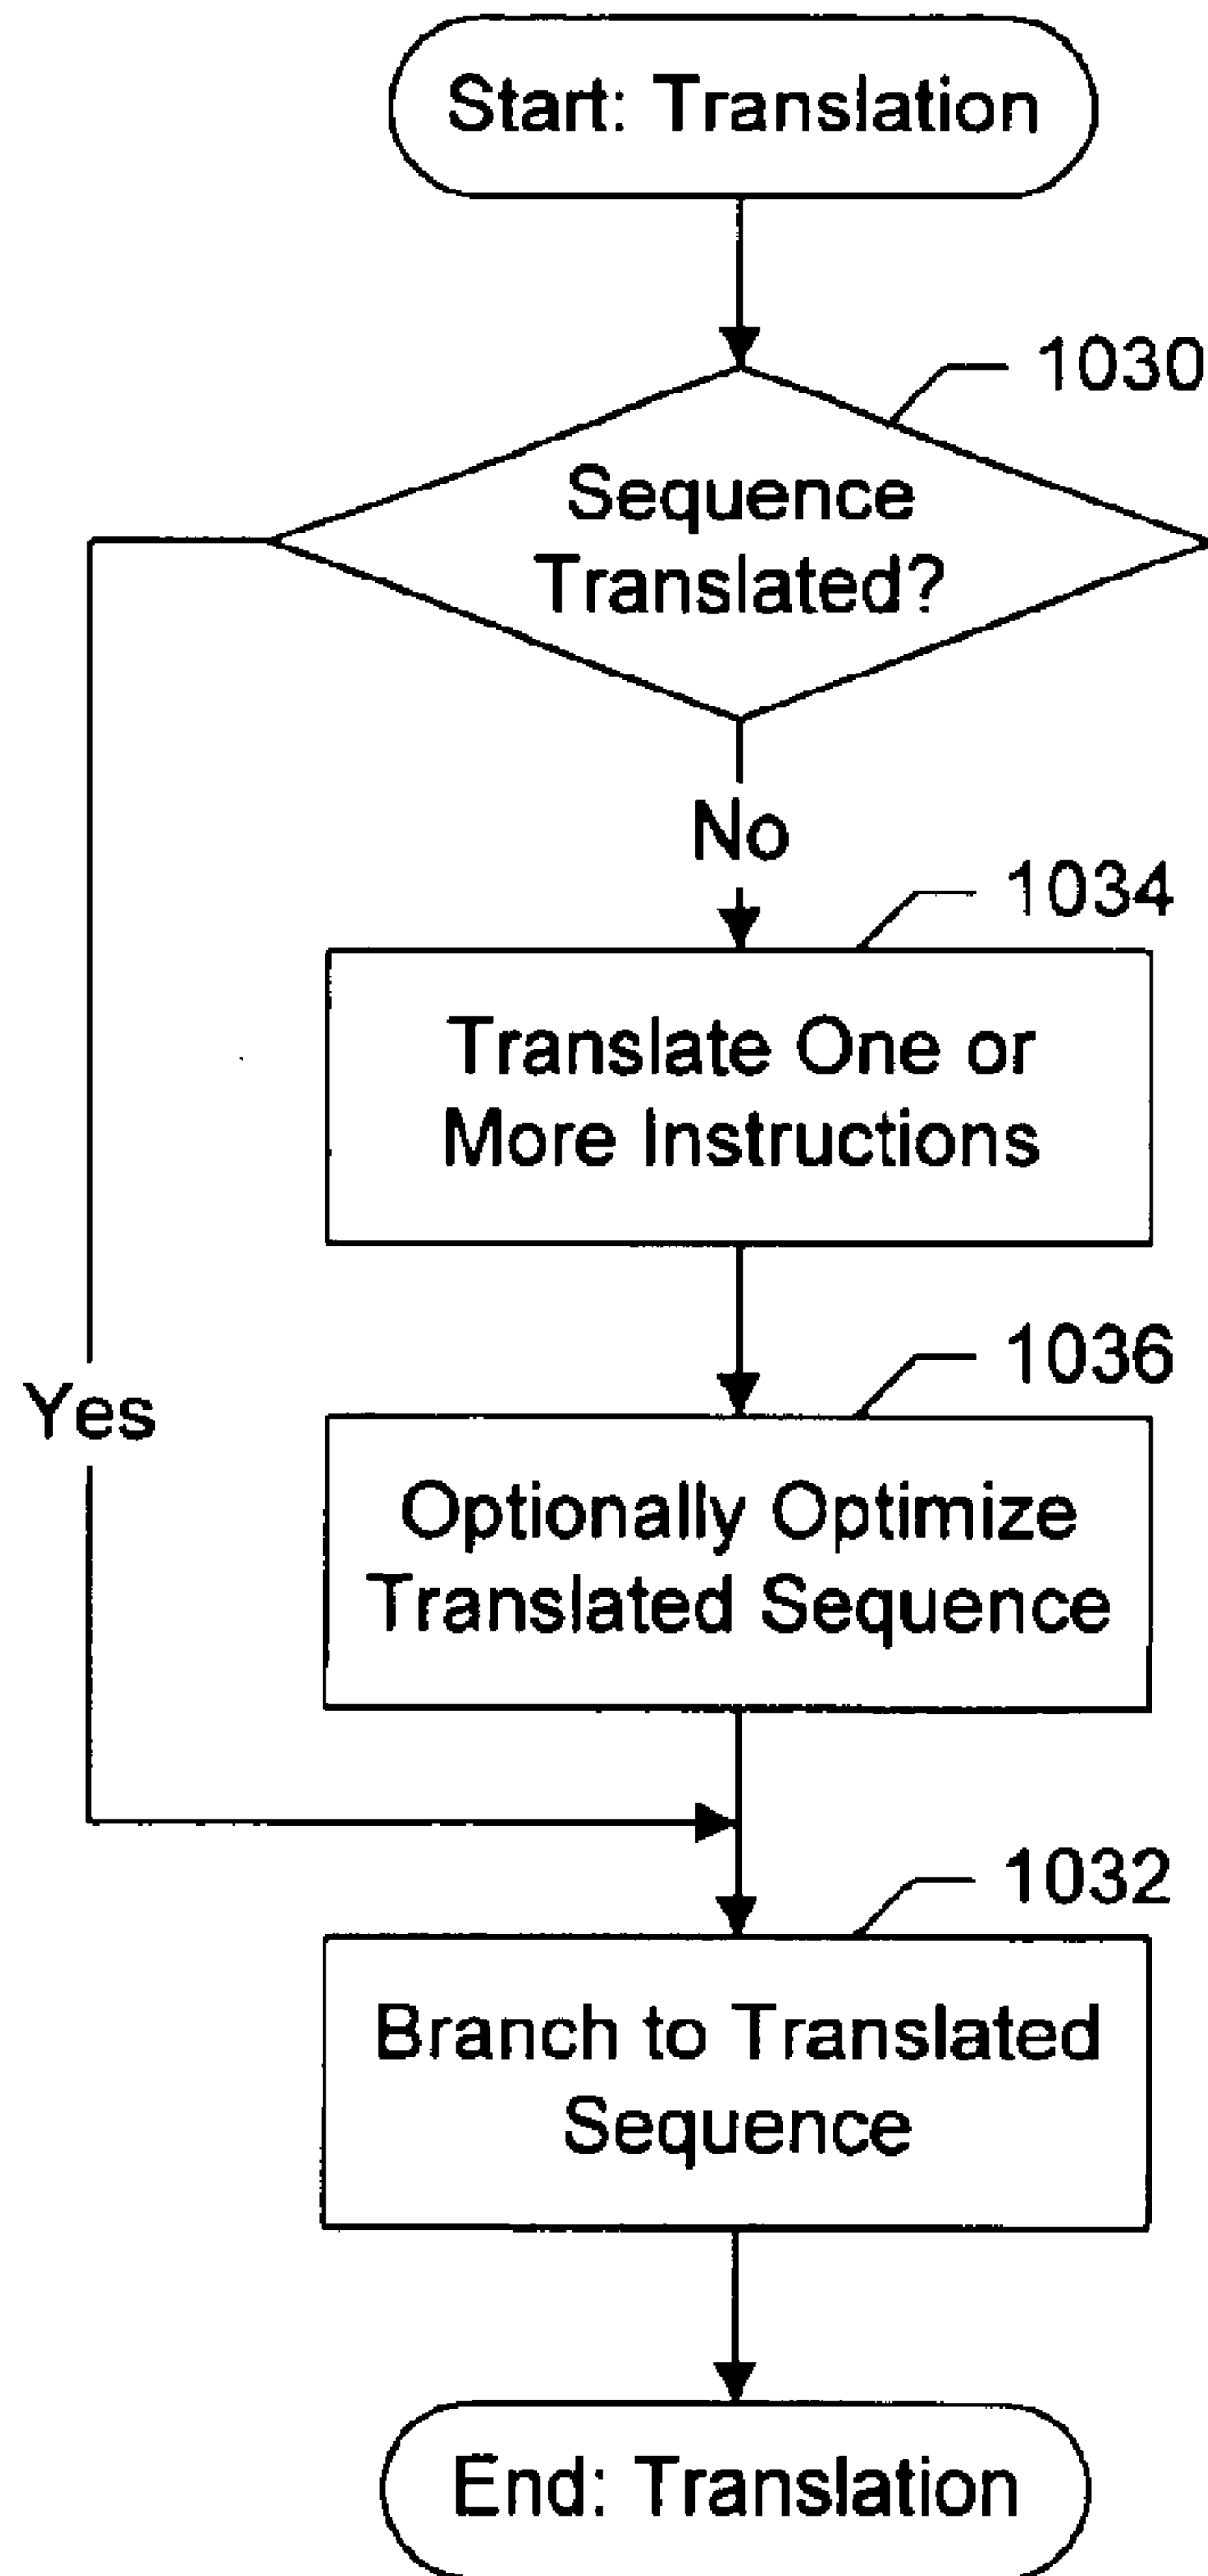 Start: Translation
1030
Sequence
Translated?
No
1034
Translate One or
More Instructions
1036
Yes
Optionally Optimize
Translated Sequence
1032
Branch to Translated
Sequence
End: Translation